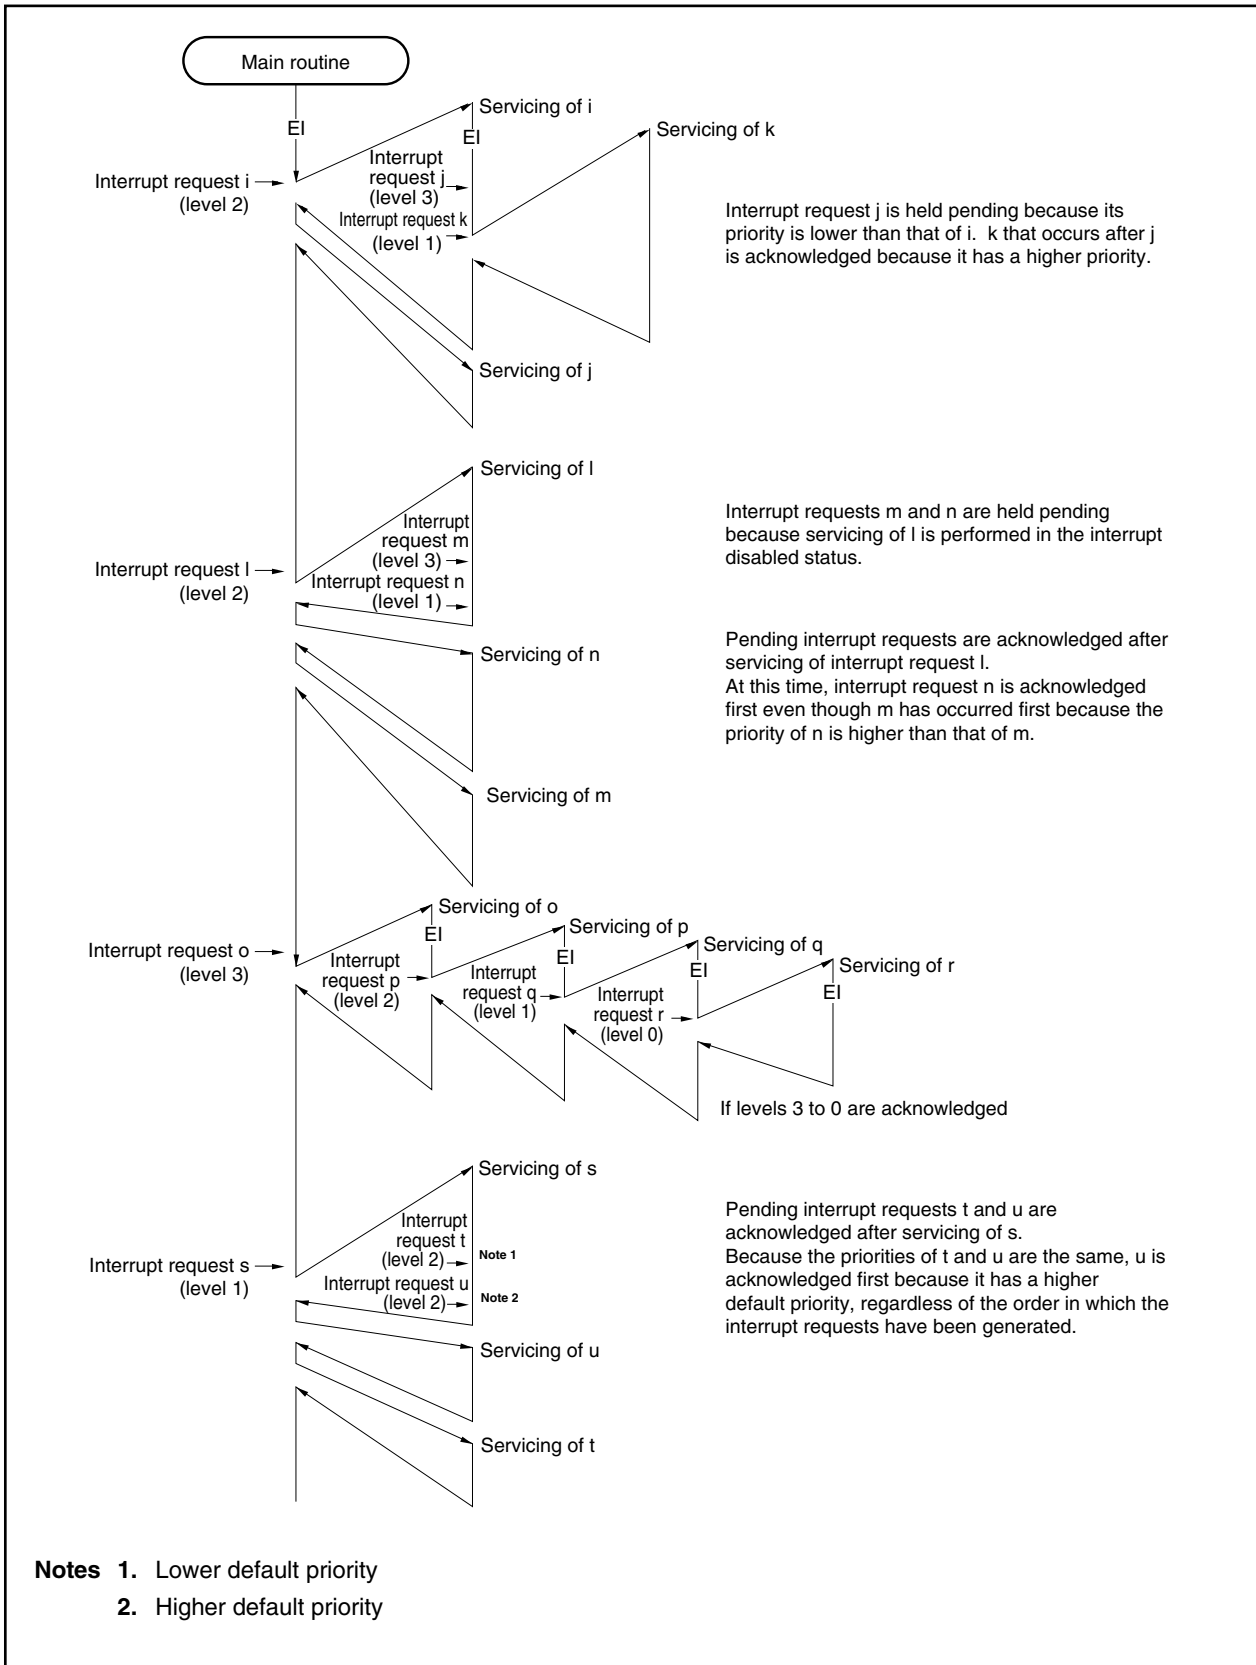 Main routine
EI
Servicing of i
EI
Servicing of k
Interrupt
request j
(level 3)
Interrupt request i
(level 2)
Interrupt request k
(level 1)
Interrupt request j is held pending because its
priority is lower than that of i. k that occurs after j
is acknowledged because it has a higher priority.
Servicing of j
Servicing of l
Interrupt
request m
(level 3)
Interrupt request l
(level 2)
Interrupt request n
(level 1)
Interrupt requests m and n are held pending
because servicing of l is performed in the interrupt
disabled status.
Servicing of n
Pending interrupt requests are acknowledged after
servicing of interrupt request l.
At this time, interrupt request n is acknowledged
first even though m has occurred first because the
priority of n is higher than that of m.
Servicing of m
Servicing of o
EI
Servicing of p
EI
Servicing of q
EI
Servicing of r
EI
Interrupt request o
(level 3)
Interrupt
request p
(level 2)
Interrupt
request q
(level 1)
Interrupt
request r
(level 0)
If levels 3 to 0 are acknowledged
Servicing of s
Interrupt
request t
(level 2)
Note 1
Interrupt request s
(level 1)
Interrupt request u
(level 2)
Note 2
Pending interrupt requests t and u are
acknowledged after servicing of s.
Because the priorities of t and u are the same, u is
acknowledged first because it has a higher
default priority, regardless of the order in which the
interrupt requests have been generated.
Servicing of u
Servicing of t
Notes 1. Lower default priority
2. Higher default priority